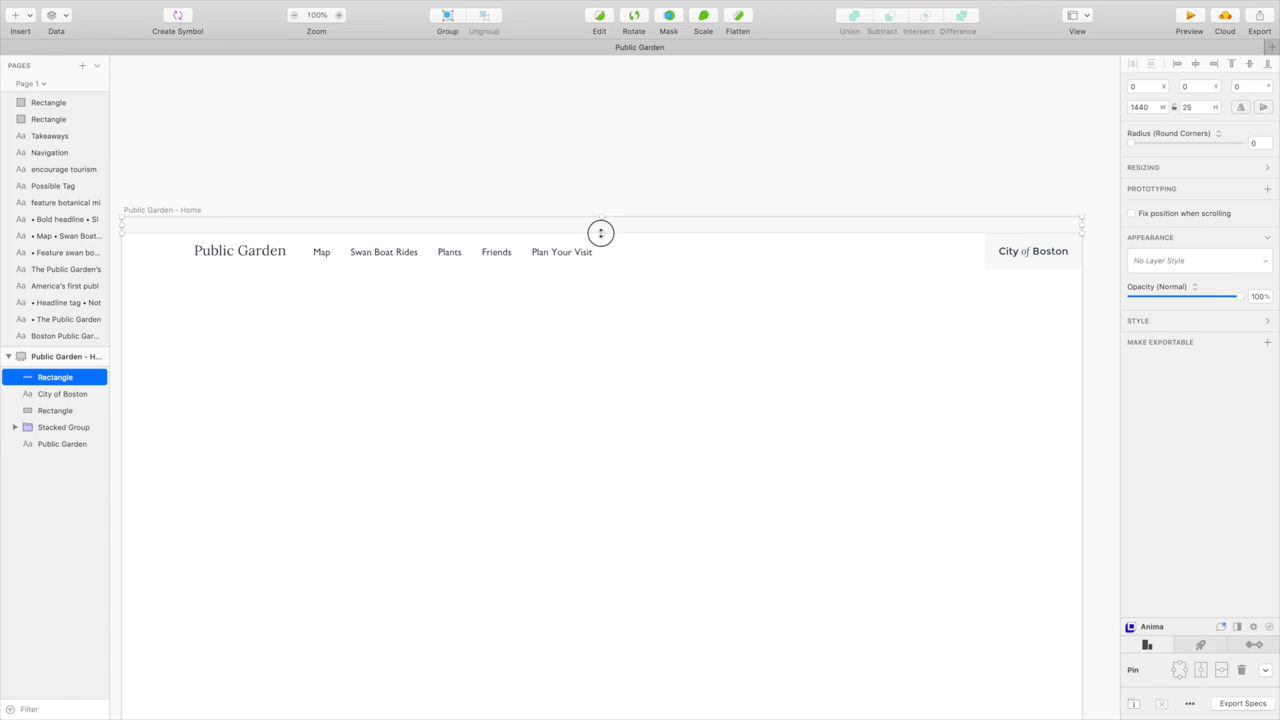 100%
Insert Data Create Symbol Zoom Group Ungroup Edit Rotate Mask Scale Flatten Union Subtract Intersect Difference View Preview Cloud Export
Public Garden
PAGES
Page 1
0 X 0 Y 0 °
Rectangle
1440 W 25 H
Rectangle
Takeaways
Radius (Round Corners)
0
Navigation
encourage tourism
RESIZING
Possible Tag
PROTOTYPING
feature botanical mi
Public Garden - Home
Fix position when scrolling
• Bold headline • Sl
• Map • Swan Boat...
APPEARANCE
• Feature swan bo...
Public Garden Map Swan Boat Rides Plants Friends Plan Your Visit City of Boston
No Layer Style
The Public Garden's
America's first publ
Opacity (Normal)
100%
• Headline tag • Not
• The Public Garden
STYLE
Boston Public Gar...
MAKE EXPORTABLE
Public Garden - H...
Rectangle
Aa City of Boston
Rectangle
Stacked Group
Aa Public Garden
Anima
Pin
Filter
Export Specs